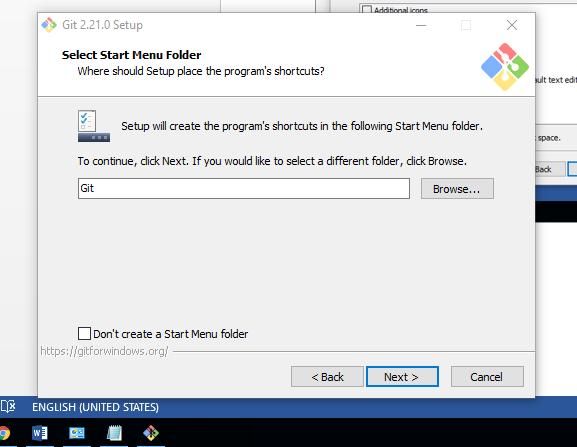 Git 2.21.0 Setup
Additional icons
Select Start Menu Folder
Where should Setup place the program's shortcuts?
ult text edit
Setup will create the program's shortcuts in the following Start Menu folder.
space.
To continue, click Next. If you would like to select a different folder, click Browse.
Back
Git
Browse...
Don't create a Start Menu folder
https://gitforwindows.org/
< Back
Next >
Cancel
ENGLISH (UNITED STATES)